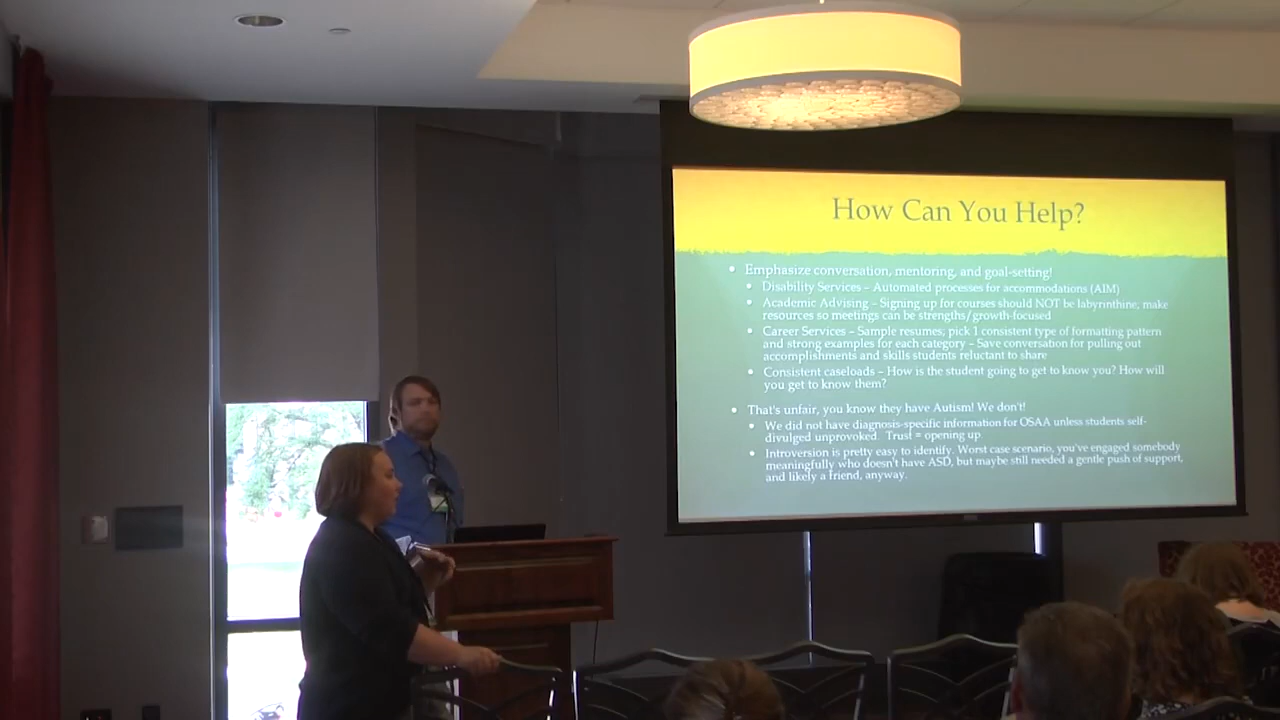 How Can You Help?
• Emphasize conversation, mentoring, and goal-setting!
• Disability Services – Automated processes for accommodations (AIM)
• Academic Advising – Signing up for courses should NOT be labyrinthine; make
resources so meetings can be strengths/growth-focused
• Career Services – Sample resumes; pick 1 consistent type of formatting pattern
and strong examples for each category – Save conversation for pulling out
accomplishments and skills students reluctant to share
• Consistent caseloads – How is the student going to get to know you? How will
you get to know them?
• That's unfair, you know they have Autism! We don't!
• We did not have diagnosis-specific information for OSAA unless students self-
divulged unprovoked. Trust = opening up
• Introversion is pretty easy to identify. Worst case scenario, you've engaged somebody
meaningfully who doesn't have ASD, but maybe still needed a gentle push of support,
and likely a friend, anyway.